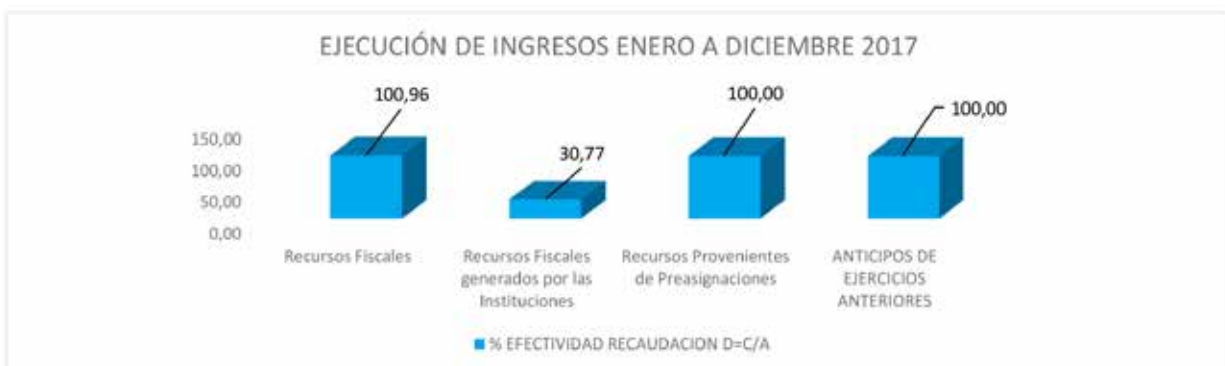 EJECUCIÓN DE INGRESOS ENERO A DICIEMBRE 2017
100,96
30,77
100,00
100,00
150,00
100,00
50,00
0,00
Recursos Fiscales
Recursos Fiscales
generados por las
Instituciones
Recursos Provenientes
de Preasignaciones
ANTICIPOS DE
EJERCICIOS
ANTERIORES
% EFECTIVIDAD RECAUDACION D=C/A